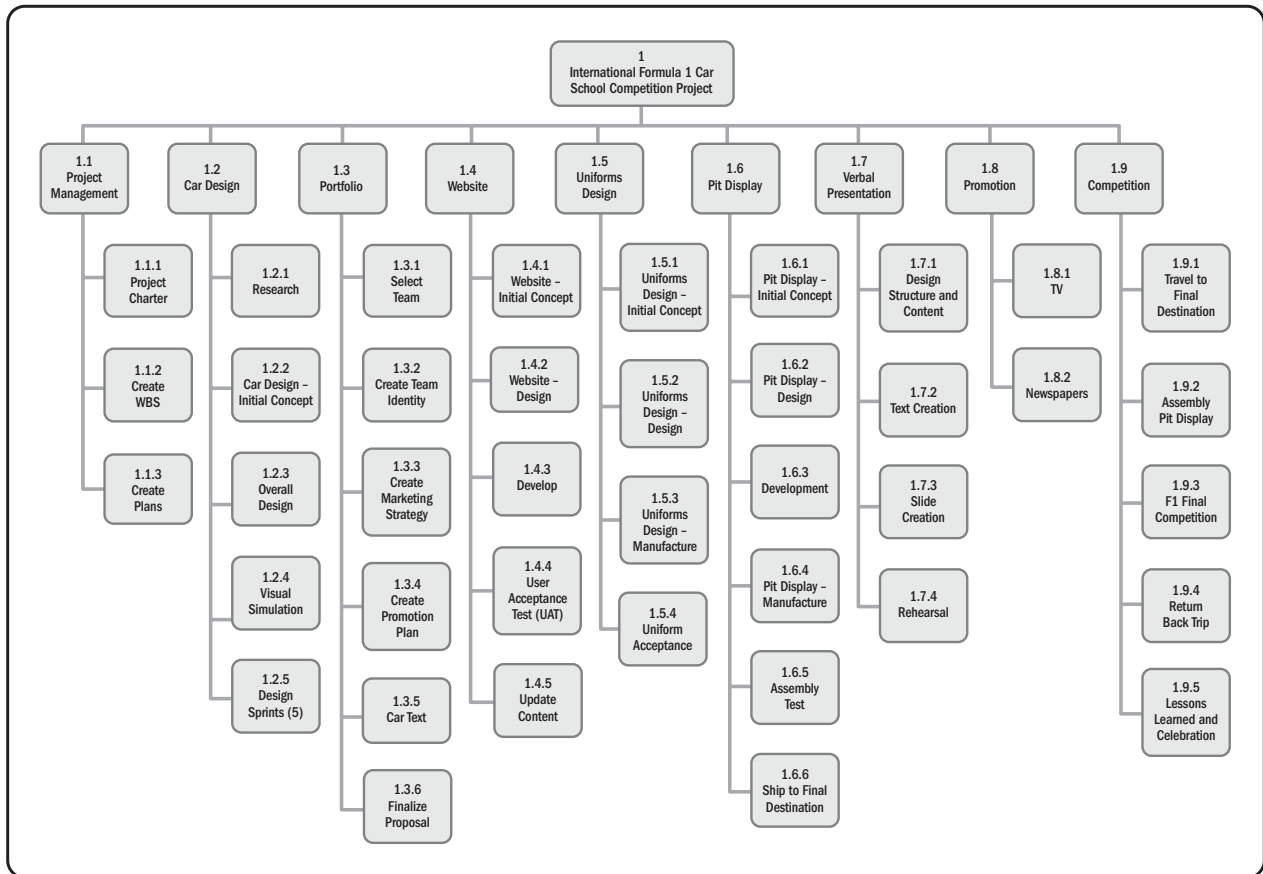 1
International Formula 1 Car
School Competition Project
1.1
Project
Management
1.2
Car Design
1.3
Portfolio
1.4
Website
1.5
Uniforms
Design
1.6
Pit Display
1.7
Verbal
Presentation
1.8
Promotion
1.9
Competition
1.1.1
Project
Charter
1.1.2
Create
WBS
1.1.3
Create
Plans
1.2.1
Research
1.2.2
Car Design –
Initial Concept
1.2.3
Overall
Design
1.2.4
Visual
Simulation
1.2.5
Design
Sprints (5)
1.3.1
Select
Team
1.3.2
Create Team
Identity
1.3.3
Create
Marketing
Strategy
1.3.4
Create
Promotion
Plan
1.3.5
Car Text
1.3.6
Finalize
Proposal
1.4.1
Website –
Initial Concept
1.4.2
Website –
Design
1.4.3
Develop
1.4.4
User
Acceptance
Test (UAT)
1.4.5
Update
Content
1.5.1
Uniforms
Design –
Initial Concept
1.5.2
Uniforms
Design –
Design
1.5.3
Uniforms
Design –
Manufacture
1.5.4
Uniform
Acceptance
1.6.1
Pit Display –
Initial Concept
1.6.2
Pit Display –
Design
1.6.3
Development
1.6.4
Pit Display –
Manufacture
1.6.5
Assembly
Test
1.6.6
Ship to Final
Destination
1.7.1
Design
Structure and
Content
1.7.2
Text Creation
1.7.3
Slide
Creation
1.7.4
Rehearsal
1.8.1
TV
1.8.2
Newspapers
1.9.1
Travel to
Final
Destination
1.9.2
Assembly
Pit Display
1.9.3
F1 Final
Competition
1.9.4
Return
Back Trip
1.9.5
Lessons
Learned and
Celebration